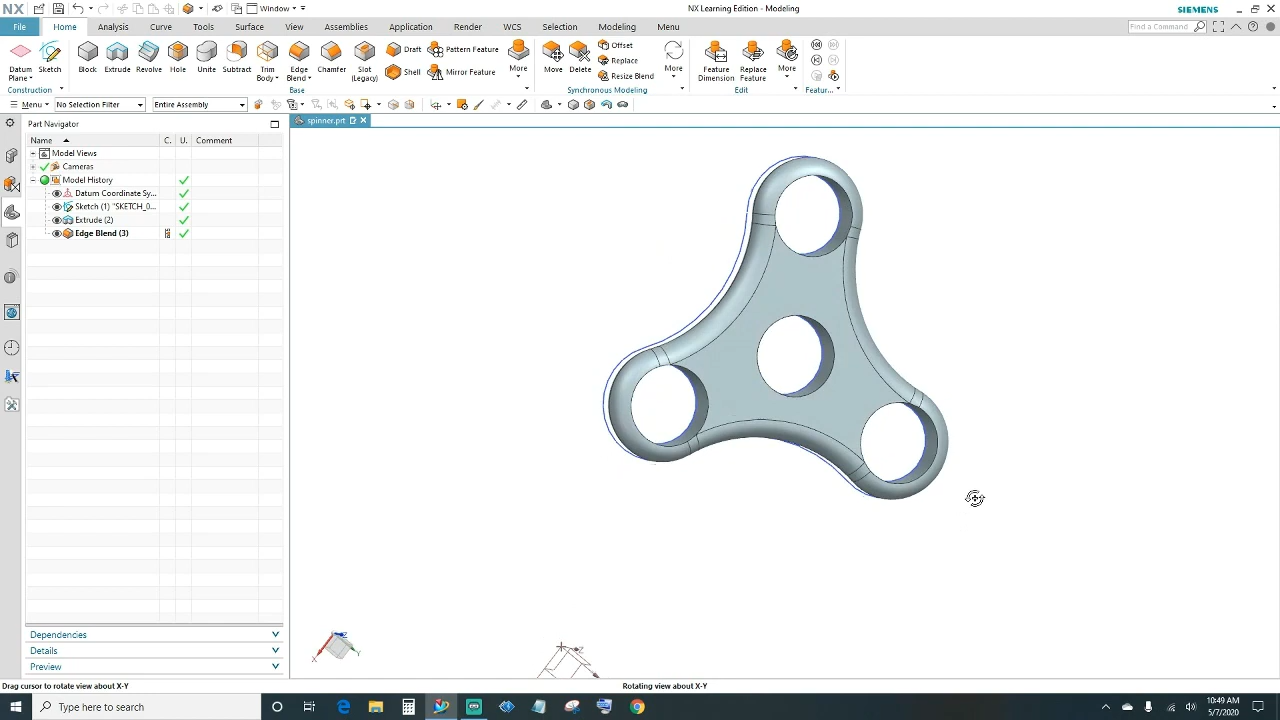 NX
Window
NX Learning Edition - Modeling
SIEMENS
File
Home
Analysis
Curve
Tools
Surface
View
Assemblies
Application
Render
WCS
Selection
Modeling
Menu
Find a Command
Datum
Plane
Sketch
Block
Extrude
Revolve
Hole
Unite
Subtract
Trim
Body
Edge
Blend
Chamfer
Slot
(Legacy)
Draft
Shell
Pattern Feature
Mirror Feature
More
Move
Delete
Offset
Replace
Resize Blend
More
Feature
Dimension
Replace
Feature
More
Construction
Base
Synchronous Modeling
Edit
Featur...
Menu
No Selection Filter
Entire Assembly
Part Navigator
spinner.prt
Name
C.
U.
Comment
Model Views
Cameras
Model History
Datum Coordinate Sy...
Sketch (1) "SKETCH_0...
Extrude (2)
Edge Blend (3)
Dependencies
Details
Preview
X
Y
Z
Drag cursor to rotate view about X-Y
Rotating view about X-Y
Type here to search
10:49 AM
5/7/2020